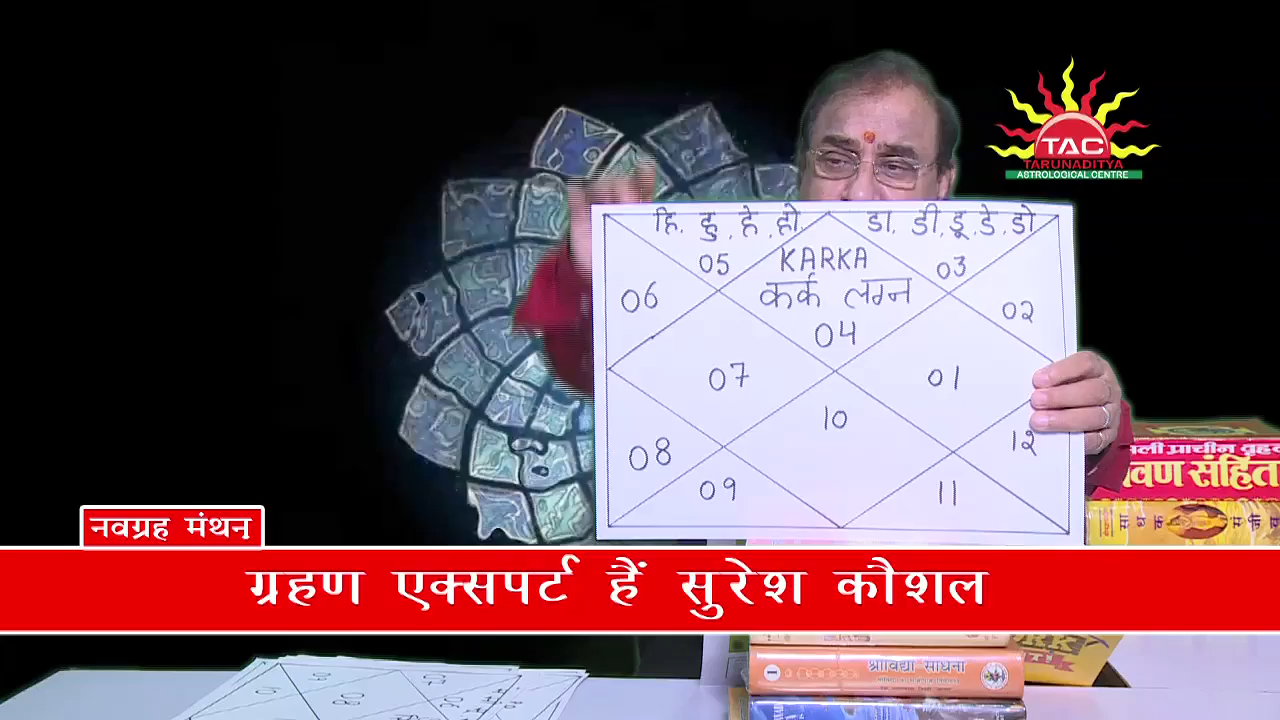 TAC
TARUNADITYA
ASTROLOGICAL CENTRE
हि. हु. हे. हो. डा. डी. डू. डे. डो
05 KARKA 03
06 कर्क लग्न 02
04
07 01
10
08 12
09 11
नवग्रह मंथन
ग्रहण एक्सपर्ट हैं सुरेश कौशल
प्राचीन
संहिता
1 श्रीविद्या साधना